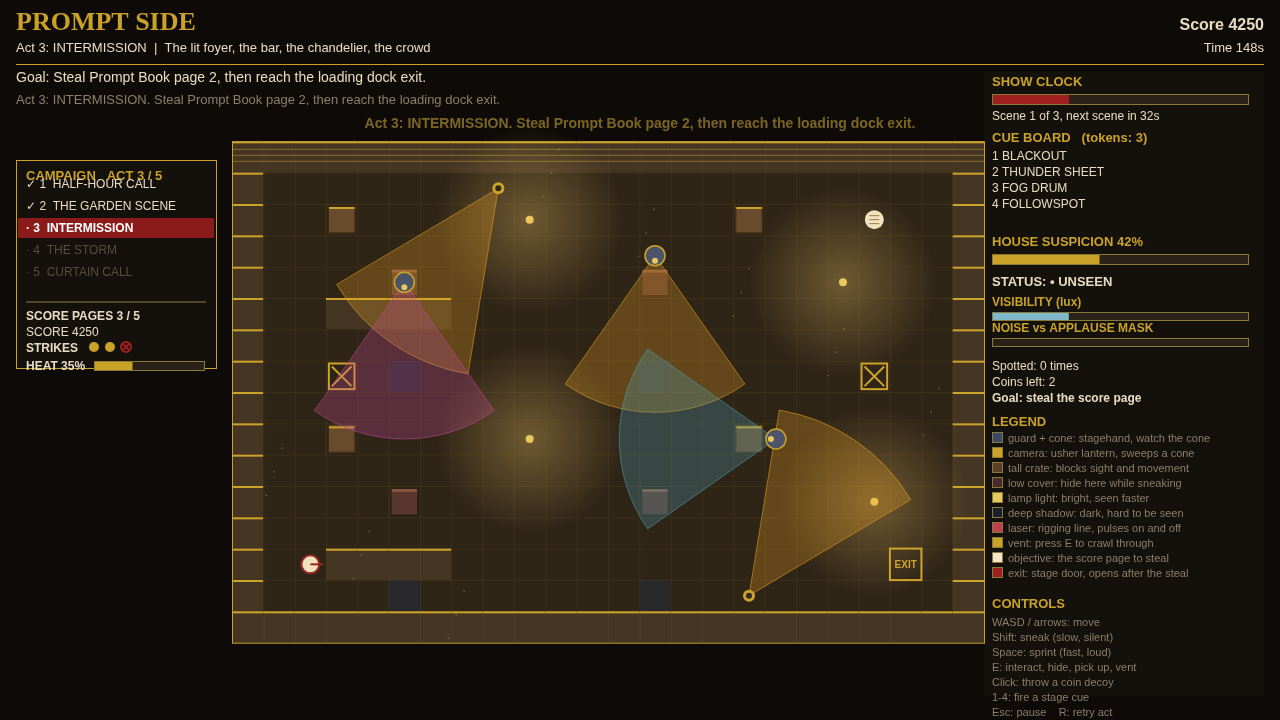 PROMPT SIDE
Score 4250
Act 3: INTERMISSION | The lit foyer, the bar, the chandelier, the crowd
Time 148s
Goal: Steal Prompt Book page 2, then reach the loading dock exit.
Act 3: INTERMISSION. Steal Prompt Book page 2, then reach the loading dock exit.
Act 3: INTERMISSION. Steal Prompt Book page 2, then reach the loading dock exit.
CAMPAIGN ACT 3 / 5
✓ 1 HALF-HOUR CALL
✓ 2 THE GARDEN SCENE
· 3 INTERMISSION
· 4 THE STORM
· 5 CURTAIN CALL
SCORE PAGES 3 / 5
SCORE 4250
STRIKES
HEAT 35%
EXIT
SHOW CLOCK
Scene 1 of 3, next scene in 32s
CUE BOARD (tokens: 3)
1 BLACKOUT
2 THUNDER SHEET
3 FOG DRUM
4 FOLLOWSPOT
HOUSE SUSPICION 42%
STATUS: • UNSEEN
VISIBILITY (lux)
NOISE vs APPLAUSE MASK
Spotted: 0 times
Coins left: 2
Goal: steal the score page
LEGEND
guard + cone: stagehand, watch the cone
camera: usher lantern, sweeps a cone
tall crate: blocks sight and movement
low cover: hide here while sneaking
lamp light: bright, seen faster
deep shadow: dark, hard to be seen
laser: rigging line, pulses on and off
vent: press E to crawl through
objective: the score page to steal
exit: stage door, opens after the steal
CONTROLS
WASD / arrows: move
Shift: sneak (slow, silent)
Space: sprint (fast, loud)
E: interact, hide, pick up, vent
Click: throw a coin decoy
1-4: fire a stage cue
Esc: pause R: retry act